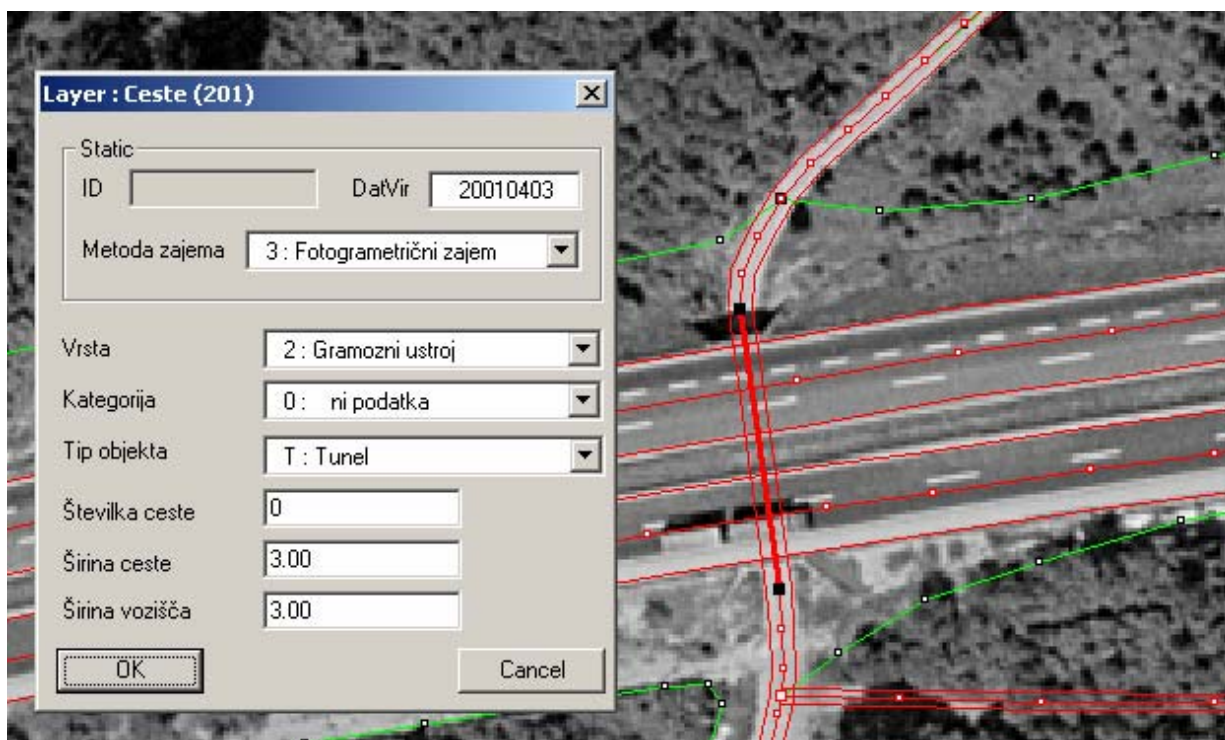 Layer : Ceste (201)
Static
ID
DatVir 20010403
Metoda zajema 3 : Fotogrametrični zajem
Vrsta 2 : Gramozni ustroj
Kategorija 0 : ni podatka
Tip objekta T : Tunel
Številka ceste 0
Širina ceste 3.00
Širina vozišča 3.00
OK Cancel